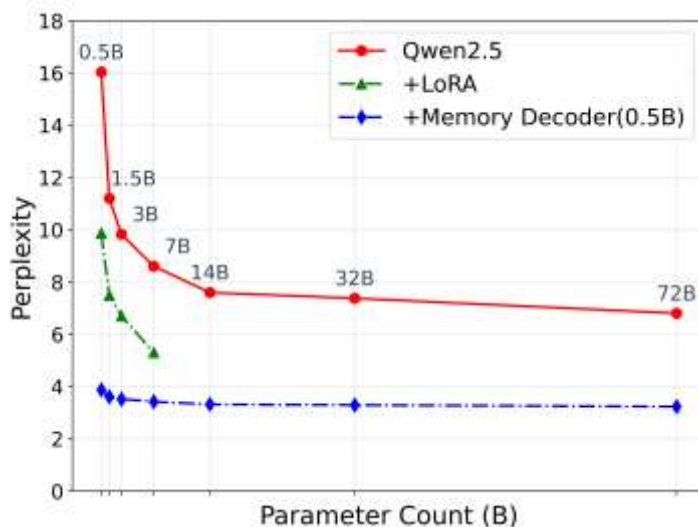 18
16
14
12
10
8
6
4
2
0
Perplexity
0.5B
1.5B
3B
7B
14B
32B
72B
Qwen2.5
+LoRA
+Memory Decoder(0.5B)
Parameter Count (B)